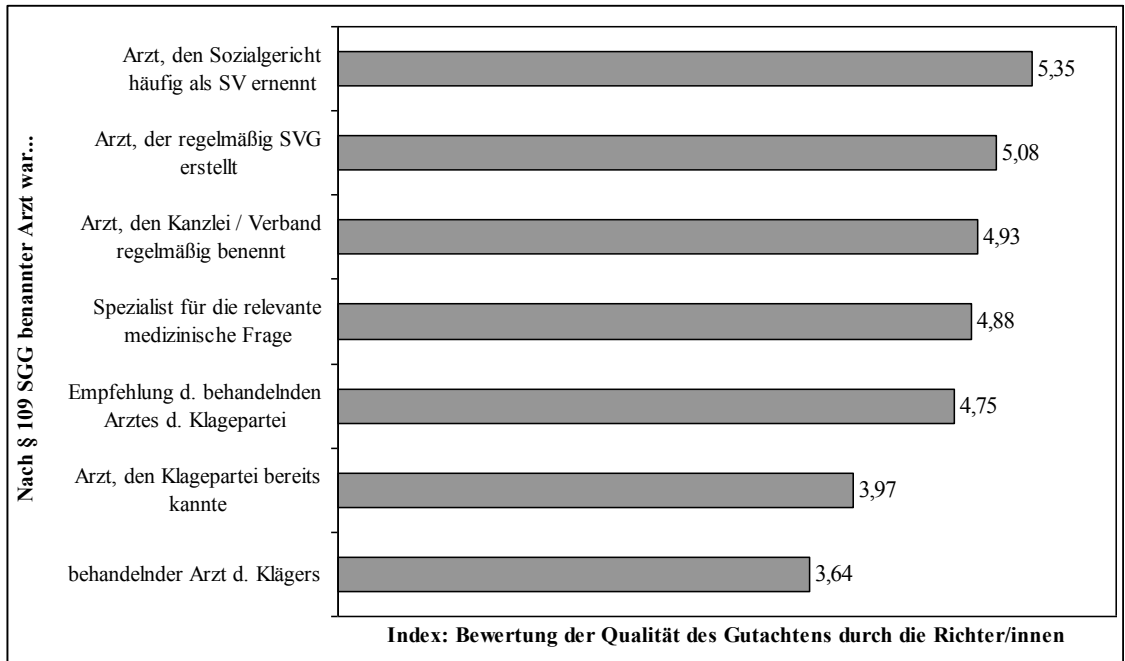 Nach § 109 SGG benannter Arzt war...
Arzt, den Sozialgericht
häufig als SV ernennt
5,35
Arzt, der regelmäßig SVG
erstellt
5,08
Arzt, den Kanzlei / Verband
regelmäßig benennt
4,93
Spezialist für die relevante
medizinische Frage
4,88
Empfehlung d. behandelnden
Arztes d. Klagepartei
4,75
Arzt, den Klagepartei bereits
kannte
3,97
behandelnder Arzt d. Klägers
3,64
Index: Bewertung der Qualität des Gutachtens durch die Richter/innen